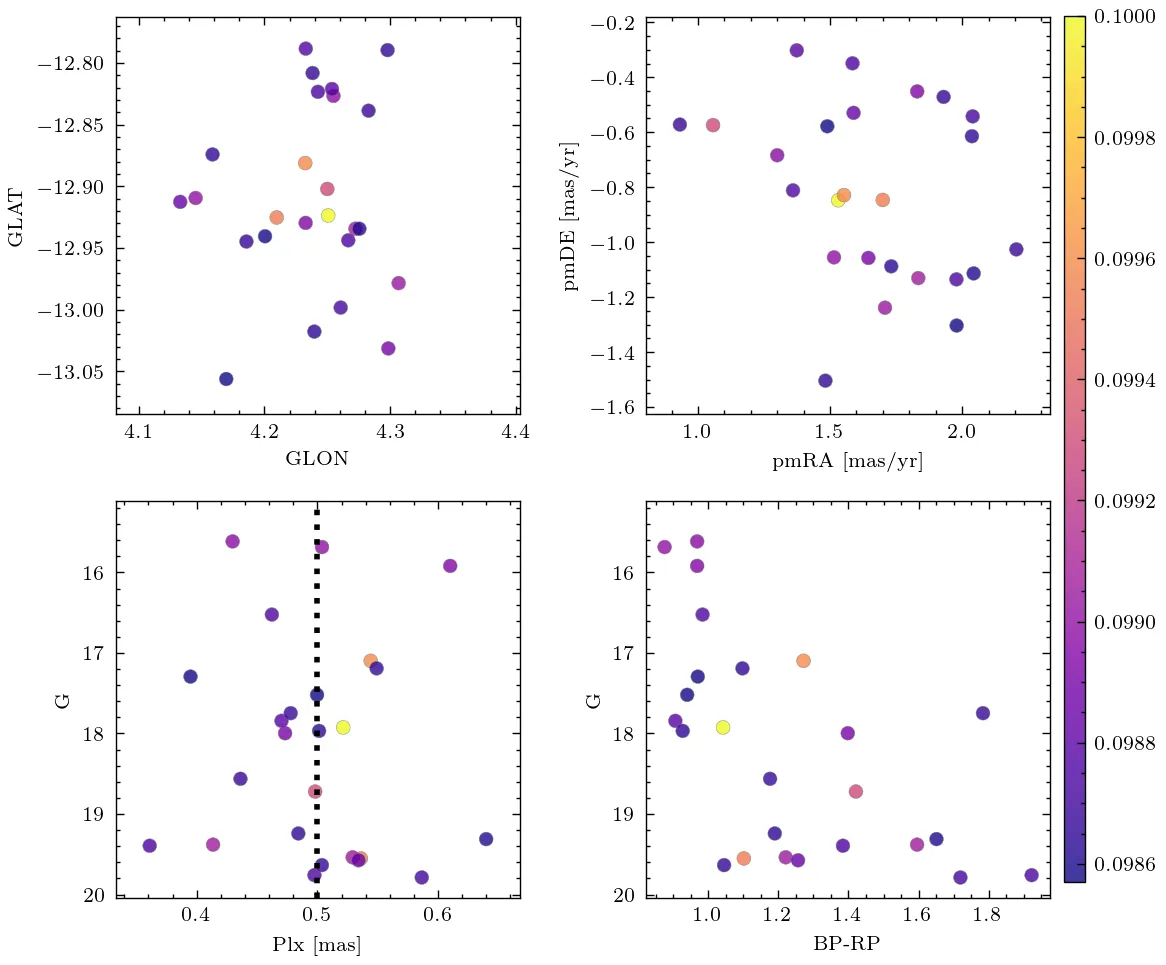 −12.80
−12.85
−12.90
−12.95
−13.00
−13.05
GLAT
4.1 4.2 4.3 4.4
GLON
−0.2
−0.4
−0.6
−0.8
−1.0
−1.2
−1.4
−1.6
pmDE [mas/yr]
1.0 1.5 2.0
pmRA [mas/yr]
0.1000
0.0998
0.0996
0.0994
0.0992
0.0990
0.0988
0.0986
16
17
18
19
20
G
0.4 0.5 0.6
Plx [mas]
16
17
18
19
20
G
1.0 1.2 1.4 1.6 1.8
BP-RP